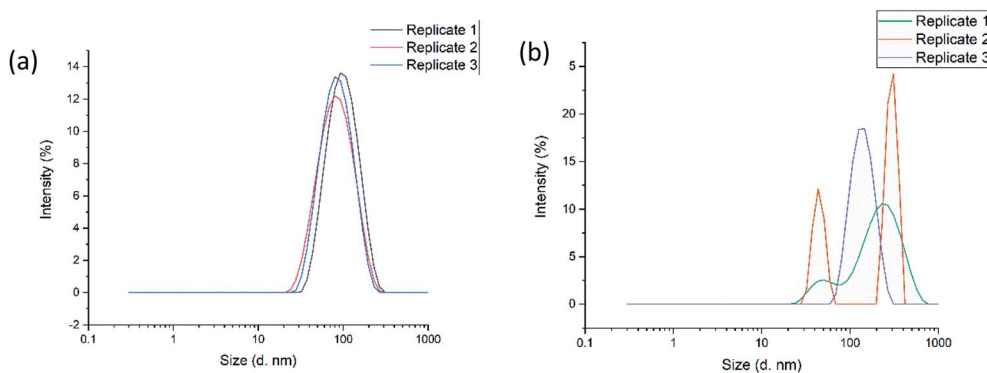 (a)
Replicate 1
Replicate 2
Replicate 3
14
12
10
8
6
4
2
0
-2
Intensity (%)
0.1 1 10 100 1000
Size (d. nm)
(b)
Replicate 1
Replicate 2
Replicate 3
5
20
15
10
5
0
Intensity (%)
0.1 1 10 100 1000
Size (d. nm)